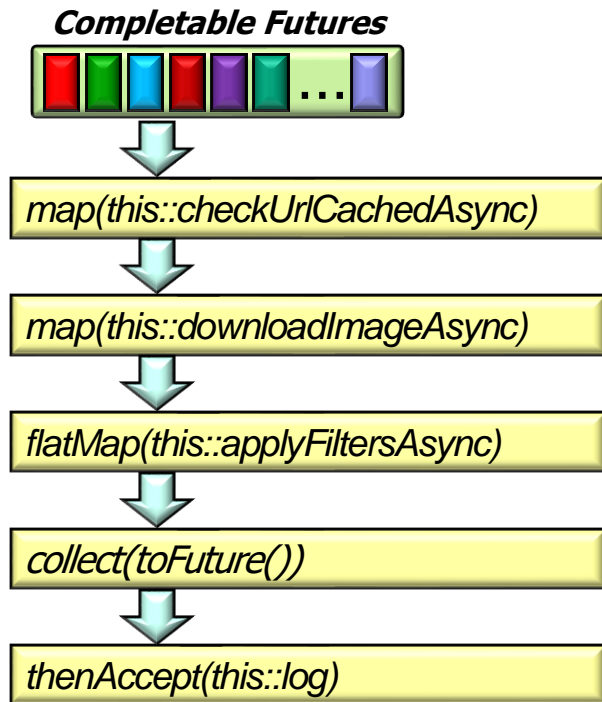 Completable Futures
...
map(this::checkUrlCachedAsync)
map(this::downloadImageAsync)
flatMap(this::applyFiltersAsync)
collect(toFuture())
thenAccept(this::log)